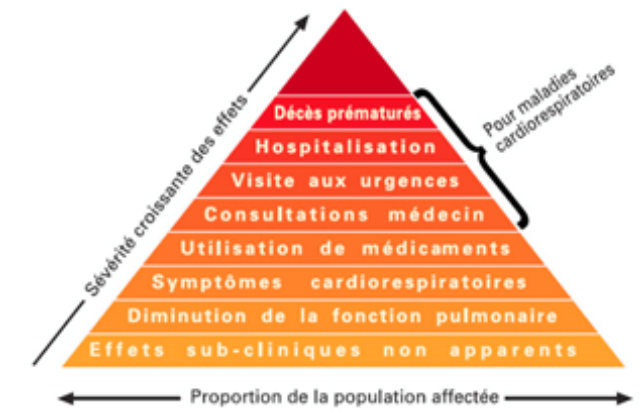 Sévérité croissante des effets
Pour maladies
cardiorespiratoires
Décès prématurés
Hospitalisation
Visite aux urgences
Consultations médecin
Utilisation de médicaments
Symptômes cardiorespiratoires
Diminution de la fonction pulmonaire
Effets sub-cliniques non apparents
Proportion de la population affectée